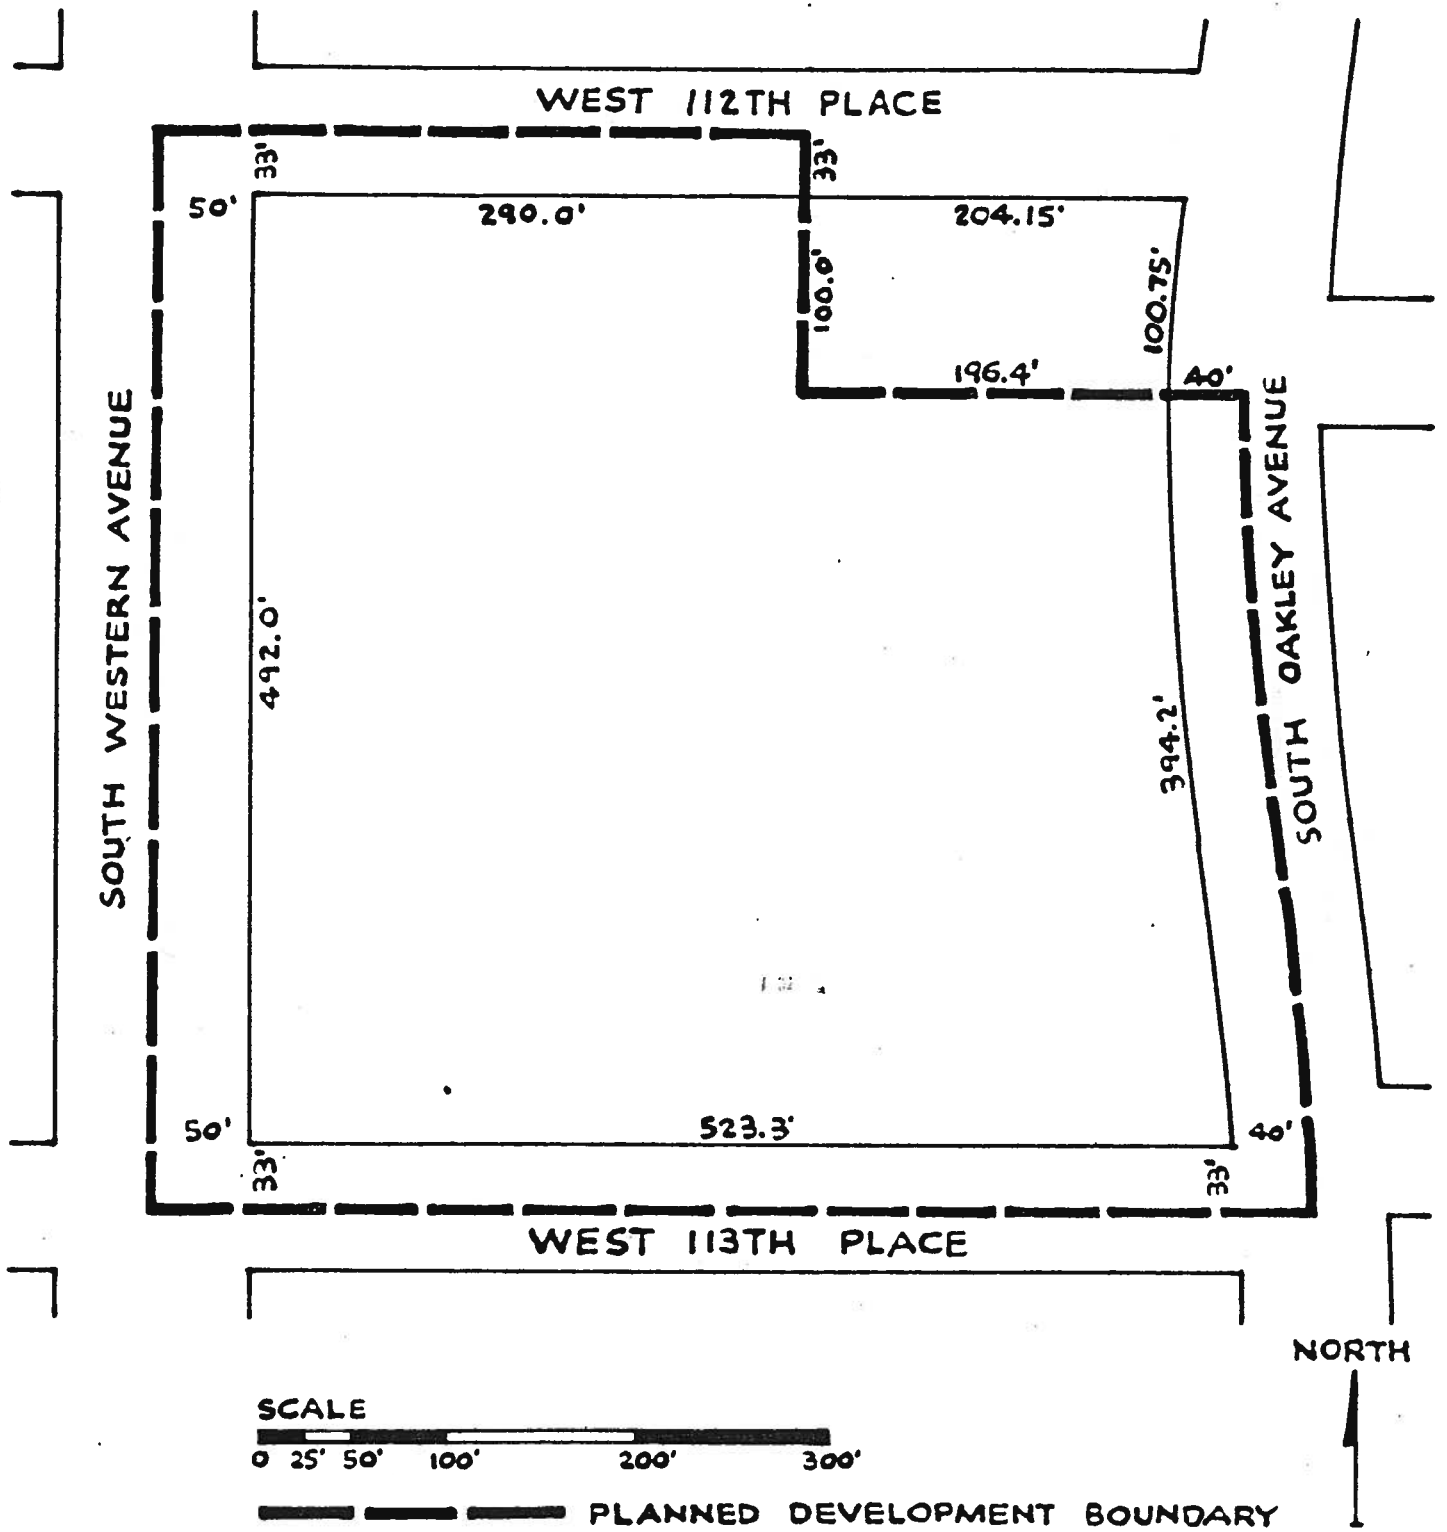 WEST 112TH PLACE
33'
33'
50'
290.0'
204.15'
100.0'
100.75'
196.4'
40'
SOUTH WESTERN AVENUE
SOUTH OAKLEY AVENUE
492.0'
394.2'
50'
523.3'
40'
33'
33'
WEST 113TH PLACE
NORTH
SCALE
0 25' 50' 100' 200' 300'
PLANNED DEVELOPMENT BOUNDARY